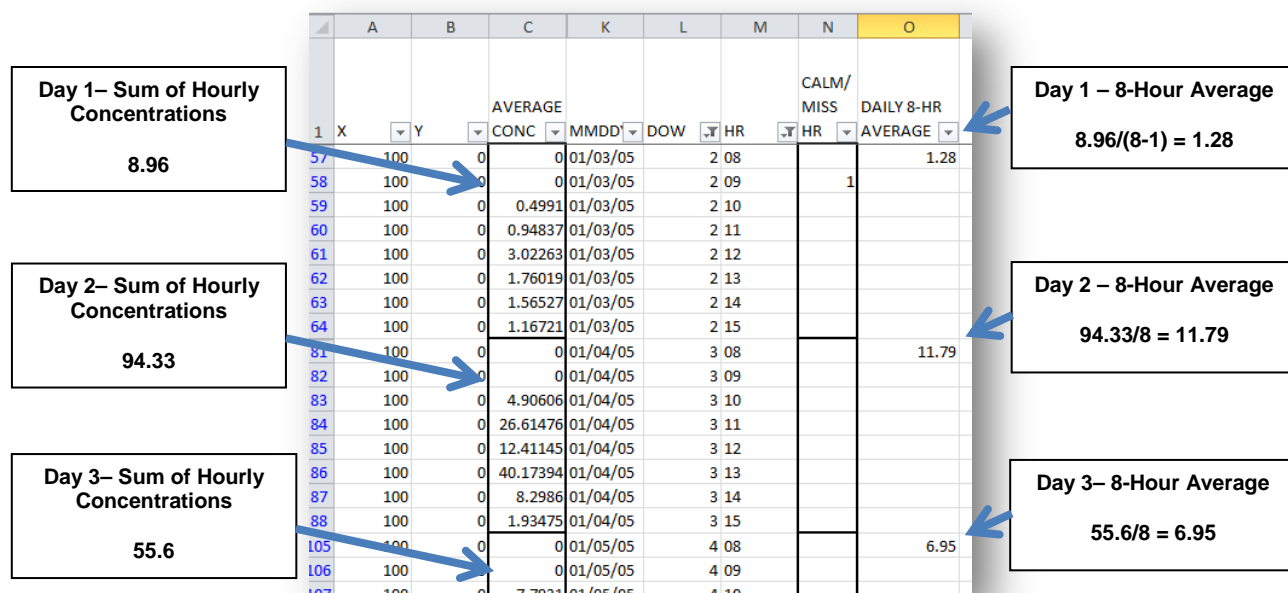 A B C K L M N O
CALM/
AVERAGE MISS DAILY 8-HR
1 X Y CONC MMDD DOW HR HR AVERAGE
57 100 0 0 01/03/05 2 08 1.28
58 100 0 0 01/03/05 2 09 1
59 100 0 0.4991 01/03/05 2 10
60 100 0 0.94837 01/03/05 2 11
61 100 0 3.02263 01/03/05 2 12
62 100 0 1.76019 01/03/05 2 13
63 100 0 1.56527 01/03/05 2 14
64 100 0 1.16721 01/03/05 2 15
81 100 0 0 01/04/05 3 08 11.79
82 100 0 0 01/04/05 3 09
83 100 0 4.90606 01/04/05 3 10
84 100 0 26.61476 01/04/05 3 11
85 100 0 12.41145 01/04/05 3 12
86 100 0 40.17394 01/04/05 3 13
87 100 0 8.2986 01/04/05 3 14
88 100 0 1.93475 01/04/05 3 15
105 100 0 0 01/05/05 4 08 6.95
106 100 0 0 01/05/05 4 09
107 100 0 7.7931 01/05/05 4 10
Day 1– Sum of Hourly
Concentrations
8.96
Day 2– Sum of Hourly
Concentrations
94.33
Day 3– Sum of Hourly
Concentrations
55.6
Day 1 – 8-Hour Average
8.96/(8-1) = 1.28
Day 2 – 8-Hour Average
94.33/8 = 11.79
Day 3– 8-Hour Average
55.6/8 = 6.95